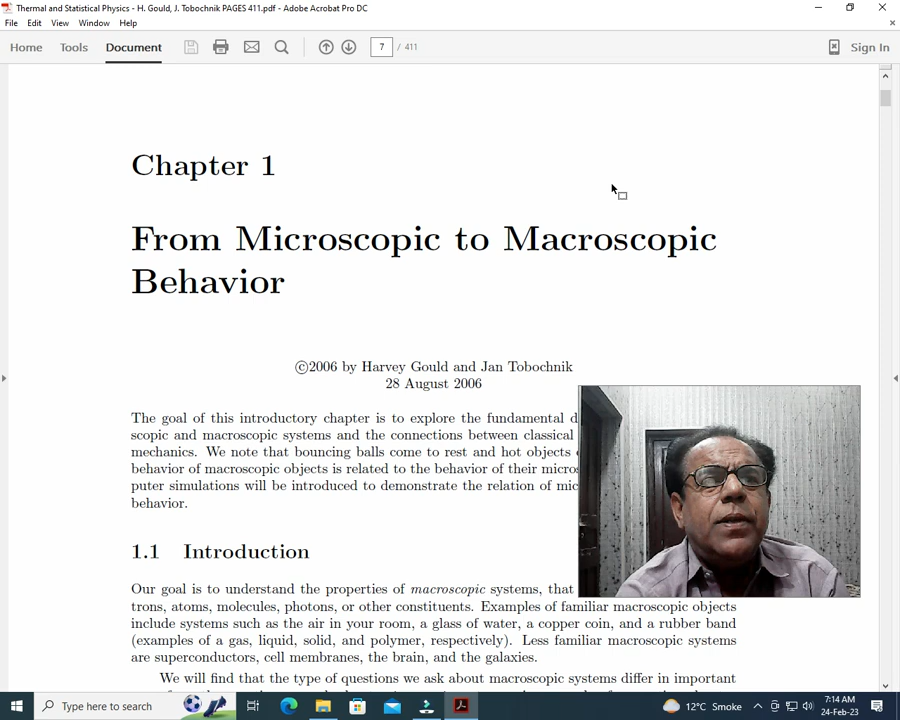 Thermal and Statistical Physics - H. Gould, J. Tobochnik PAGES 411.pdf - Adobe Acrobat Pro DC
File Edit View Window Help
Home Tools Document 7 / 411 Sign In
Chapter 1
From Microscopic to Macroscopic
Behavior
©2006 by Harvey Gould and Jan Tobochnik
28 August 2006
The goal of this introductory chapter is to explore the fundamental
scopic and macroscopic systems and the connections between classical
mechanics. We note that bouncing balls come to rest and hot objects
behavior of macroscopic objects is related to the behavior of their
puter simulations will be introduced to demonstrate the relation of
behavior.
1.1 Introduction
Our goal is to understand the properties of macroscopic systems, that
trons, atoms, molecules, photons, or other constituents. Examples of familiar macroscopic objects
include systems such as the air in your room, a glass of water, a copper coin, and a rubber band
(examples of a gas, liquid, solid, and polymer, respectively). Less familiar macroscopic systems
are superconductors, cell membranes, the brain, and the galaxies.
We will find that the type of questions we ask about macroscopic systems differ in important
Type here to search
12°C Smoke
7:14 AM
24-Feb-23